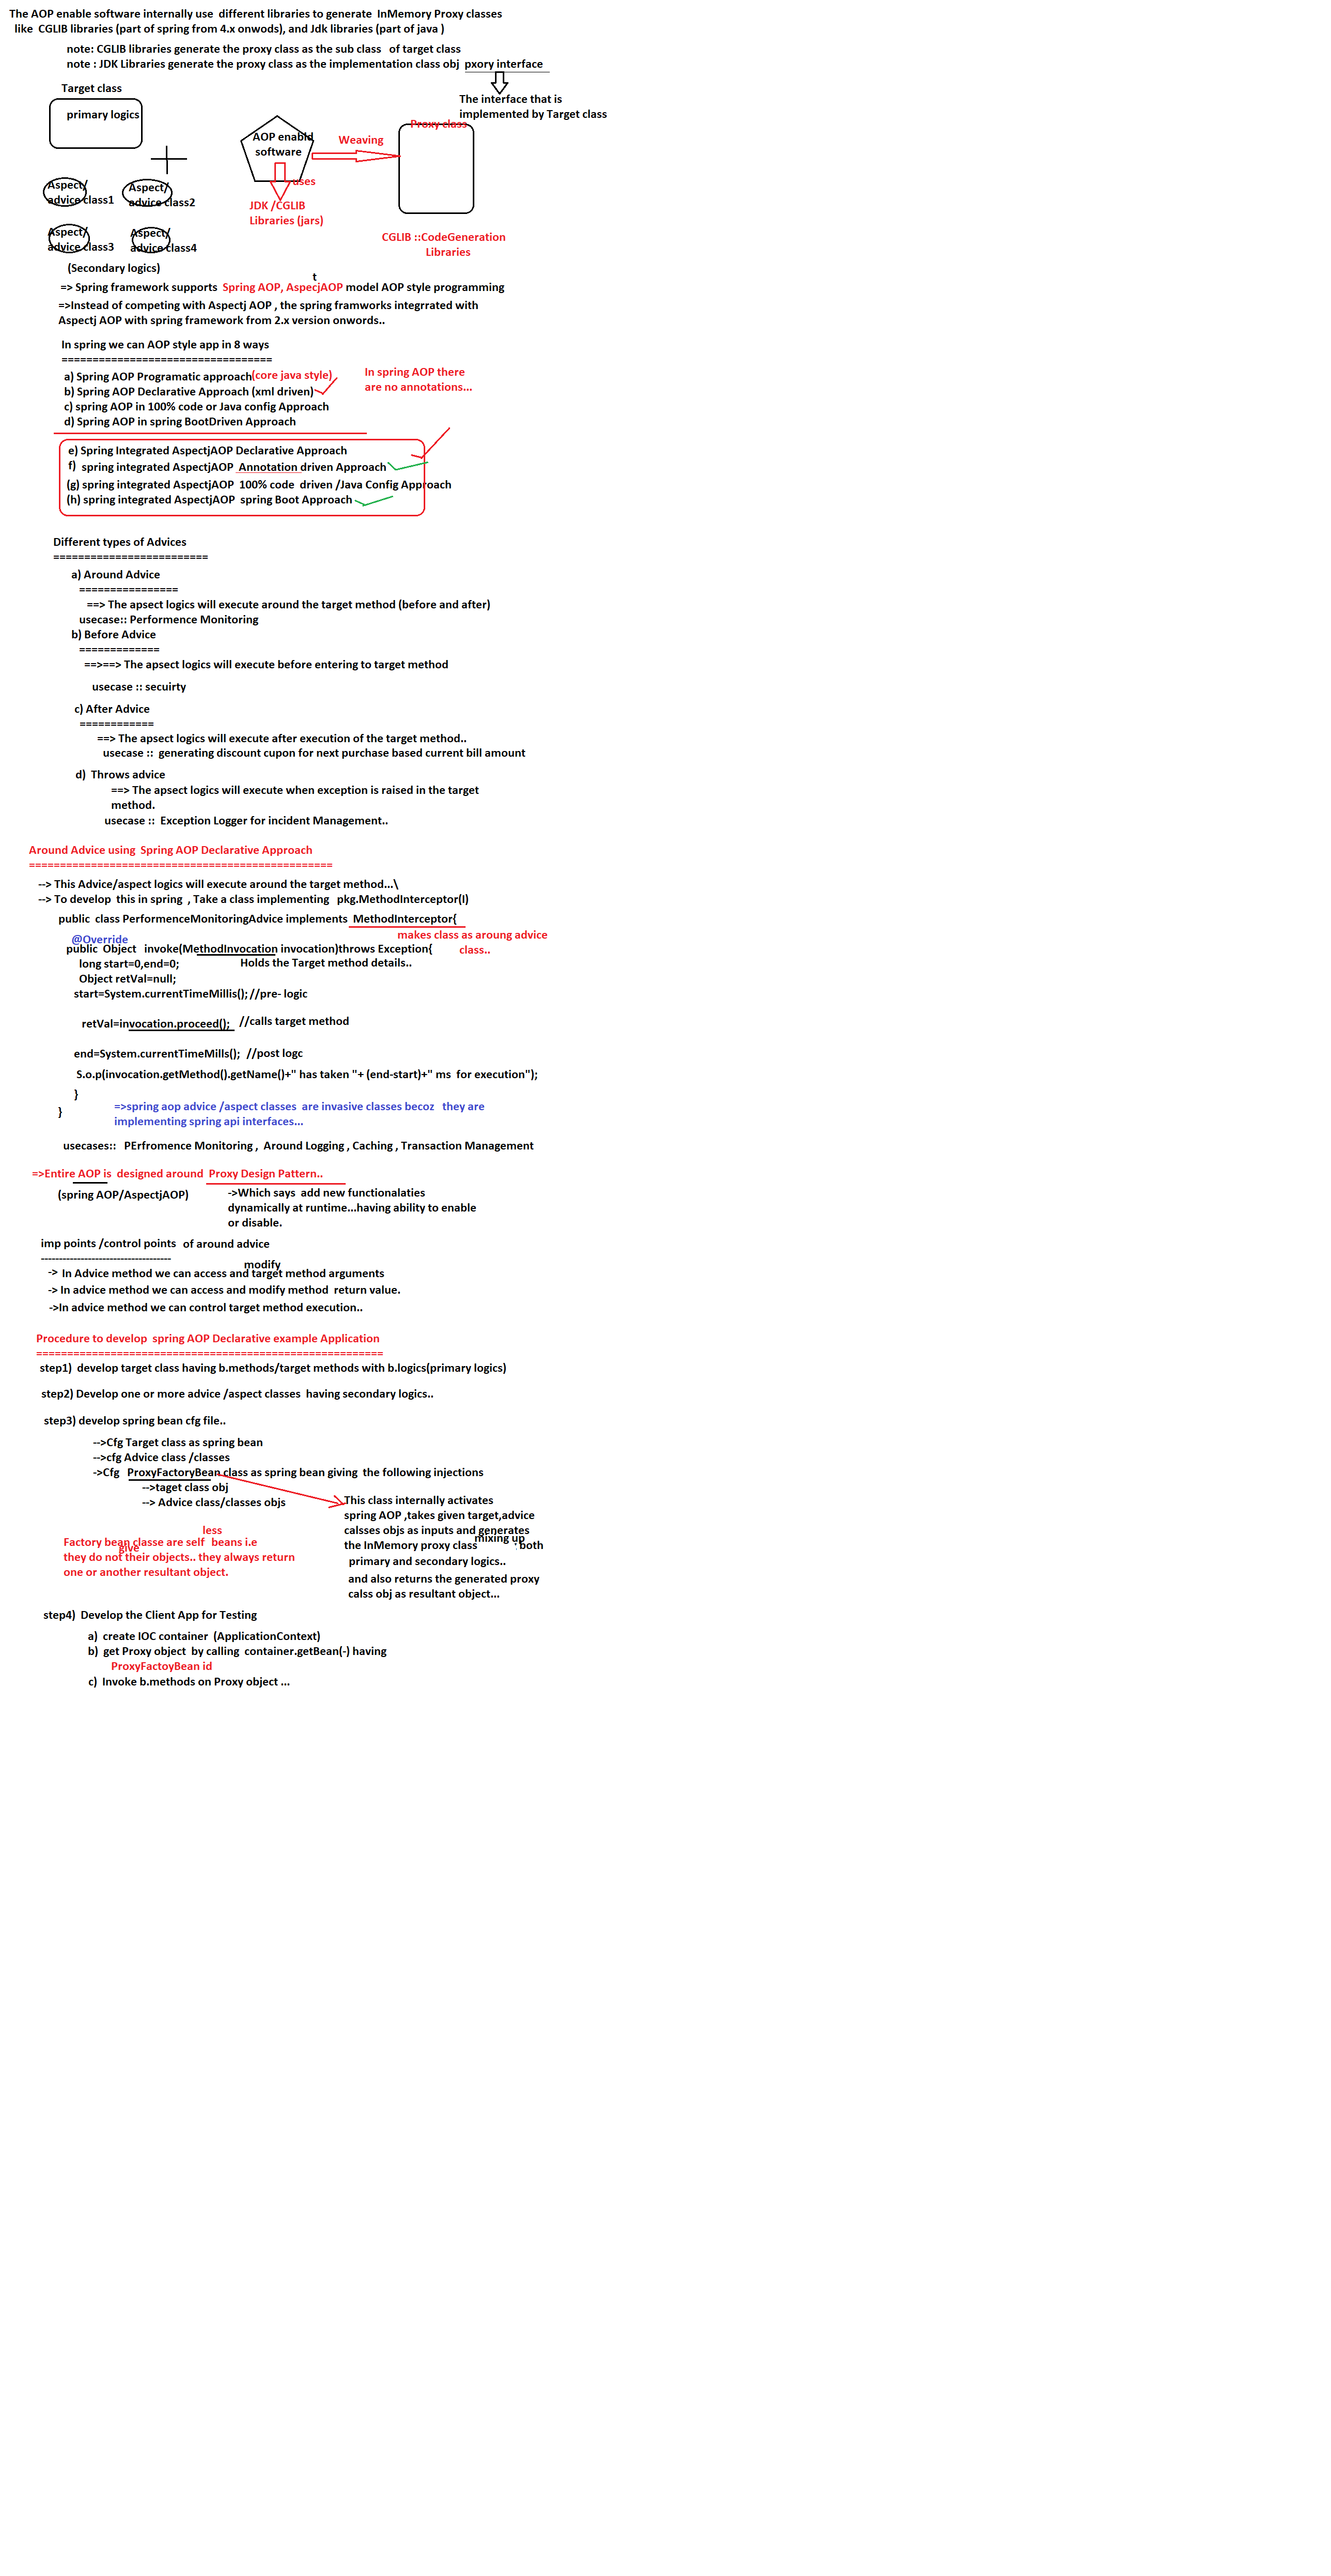 The AOP enable software internally use different libraries to generate InMemory Proxy classes
like CGLIB libraries (part of spring from 4.x onwods), and Jdk libraries (part of java )
note: CGLIB libraries generate the proxy class as the sub class of target class
note : JDK Libraries generate the proxy class as the implementation class obj pxory interface
Target class
The interface that is
implemented by Target class
primary logics
Proxy class
AOP enabld
software
Weaving
uses
Aspect/
advice class1
Aspect/
advice class2
JDK /CGLIB
Libraries (jars)
Aspect/
advice class3
Aspect/
advice class4
CGLIB ::CodeGeneration
Libraries
(Secondary logics)
t
=> Spring framework supports Spring AOP, AspecjAOP model AOP style programming
=>Instead of competing with Aspectj AOP , the spring framworks integrrated with
Aspectj AOP with spring framework from 2.x version onwords..
In spring we can AOP style app in 8 ways
==================================
a) Spring AOP Programatic approach(core java style)
b) Spring AOP Declarative Approach (xml driven)
c) spring AOP in 100% code or Java config Approach
d) Spring AOP in spring BootDriven Approach
In spring AOP there
are no annotations...
e) Spring Integrated AspectjAOP Declarative Approach
f) spring integrated AspectjAOP Annotation driven Approach
(g) spring integrated AspectjAOP 100% code driven /Java Config Approach
(h) spring integrated AspectjAOP spring Boot Approach
Different types of Advices
=========================
a) Around Advice
================
==> The apsect logics will execute around the target method (before and after)
usecase:: Performence Monitoring
b) Before Advice
=============
==>==> The apsect logics will execute before entering to target method
usecase :: secuirty
c) After Advice
============
==> The apsect logics will execute after execution of the target method..
usecase :: generating discount cupon for next purchase based current bill amount
d) Throws advice
==> The apsect logics will execute when exception is raised in the target
method.
usecase :: Exception Logger for incident Management..
Around Advice using Spring AOP Declarative Approach
=================================================
--> This Advice/aspect logics will execute around the target method...\
--> To develop this in spring , Take a class implementing pkg.MethodInterceptor(I)
public class PerformenceMonitoringAdvice implements MethodInterceptor{
makes class as aroung advice
class..
@Override
public Object invoke(MethodInvocation invocation)throws Exception{
long start=0,end=0;
Holds the Target method details..
Object retVal=null;
start=System.currentTimeMillis(); //pre- logic
retVal=invocation.proceed(); //calls target method
end=System.currentTimeMills(); //post logc
S.o.p(invocation.getMethod().getName()+" has taken "+ (end-start)+" ms for execution");
}
}
=>spring aop advice /aspect classes are invasive classes becoz they are
implementing spring api interfaces...
usecases:: PErfromence Monitoring , Around Logging , Caching , Transaction Management
=>Entire AOP is designed around Proxy Design Pattern..
(spring AOP/AspectjAOP)
->Which says add new functionalaties
dynamically at runtime...having ability to enable
or disable.
imp points /control points of around advice
------------------------------------
modify
-> In Advice method we can access and target method arguments
-> In advice method we can access and modify method return value.
->In advice method we can control target method execution..
Procedure to develop spring AOP Declarative example Application
========================================================
step1) develop target class having b.methods/target methods with b.logics(primary logics)
step2) Develop one or more advice /aspect classes having secondary logics..
step3) develop spring bean cfg file..
-->Cfg Target class as spring bean
-->cfg Advice class /classes
->Cfg ProxyFactoryBean class as spring bean giving the following injections
-->taget class obj
--> Advice class/classes objs
This class internally activates
spring AOP ,takes given target,advice
calsses objs as inputs and generates
the InMemory proxy class mixing up both
primary and secondary logics..
and also returns the generated proxy
calss obj as resultant object...
less
Factory bean classe are self beans i.e
give
they do not their objects.. they always return
one or another resultant object.
step4) Develop the Client App for Testing
a) create IOC container (ApplicationContext)
b) get Proxy object by calling container.getBean(-) having
ProxyFactoyBean id
c) Invoke b.methods on Proxy object ...